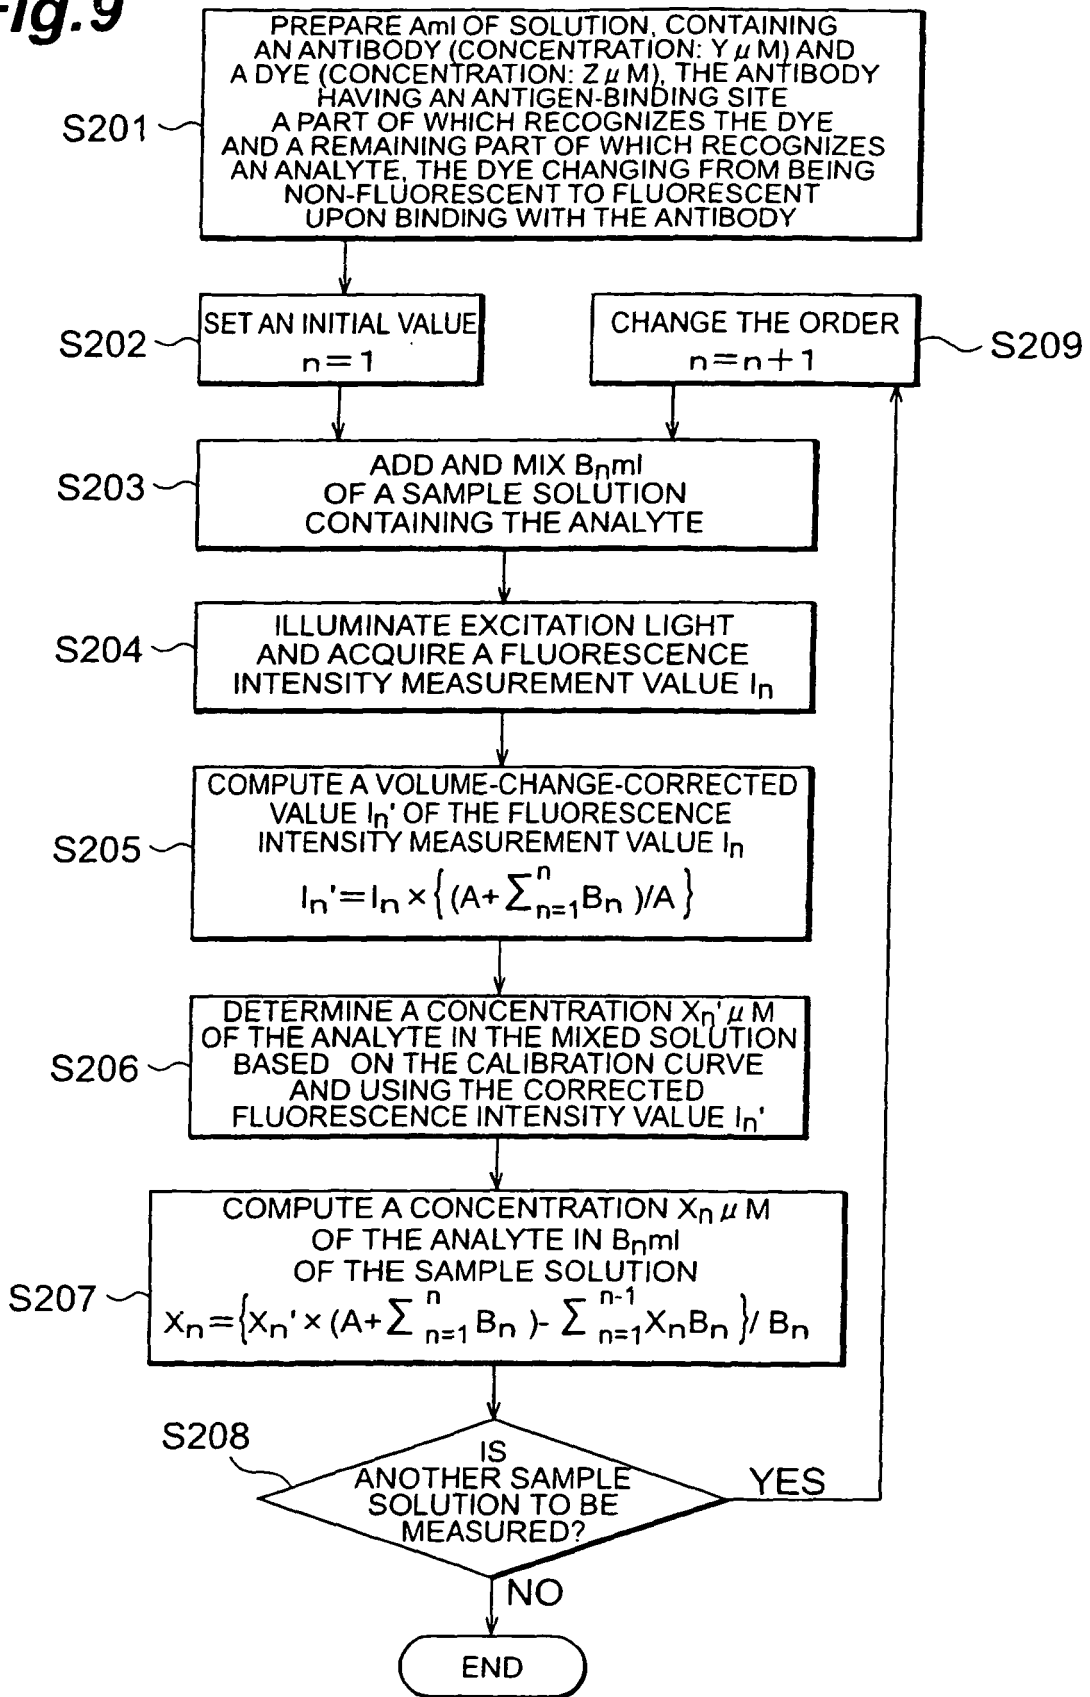 Fig.9
PREPARE Aml OF SOLUTION, CONTAINING
AN ANTIBODY (CONCENTRATION: Y μ M) AND
A DYE (CONCENTRATION: Z μ M), THE ANTIBODY
HAVING AN ANTIGEN-BINDING SITE
A PART OF WHICH RECOGNIZES THE DYE
AND A REMAINING PART OF WHICH RECOGNIZES
AN ANALYTE, THE DYE CHANGING FROM BEING
NON-FLUORESCENT TO FLUORESCENT
UPON BINDING WITH THE ANTIBODY
S201
SET AN INITIAL VALUE
n=1
S202
CHANGE THE ORDER
n=n+1
S209
ADD AND MIX Bnml
OF A SAMPLE SOLUTION
CONTAINING THE ANALYTE
S203
ILLUMINATE EXCITATION LIGHT
AND ACQUIRE A FLUORESCENCE
INTENSITY MEASUREMENT VALUE In
S204
COMPUTE A VOLUME-CHANGE-CORRECTED
VALUE In' OF THE FLUORESCENCE
INTENSITY MEASUREMENT VALUE In
In'=In×{(A+∑n=1^n Bn)/A}
S205
DETERMINE A CONCENTRATION Xn' μ M
OF THE ANALYTE IN THE MIXED SOLUTION
BASED ON THE CALIBRATION CURVE
AND USING THE CORRECTED
FLUORESCENCE INTENSITY VALUE In'
S206
COMPUTE A CONCENTRATION Xn μ M
OF THE ANALYTE IN Bnml
OF THE SAMPLE SOLUTION
Xn={Xn'×(A+∑n=1^n Bn)-∑n=1^n-1 XnBn}/Bn
S207
S208
IS
ANOTHER SAMPLE
SOLUTION TO BE
MEASURED?
YES
NO
END